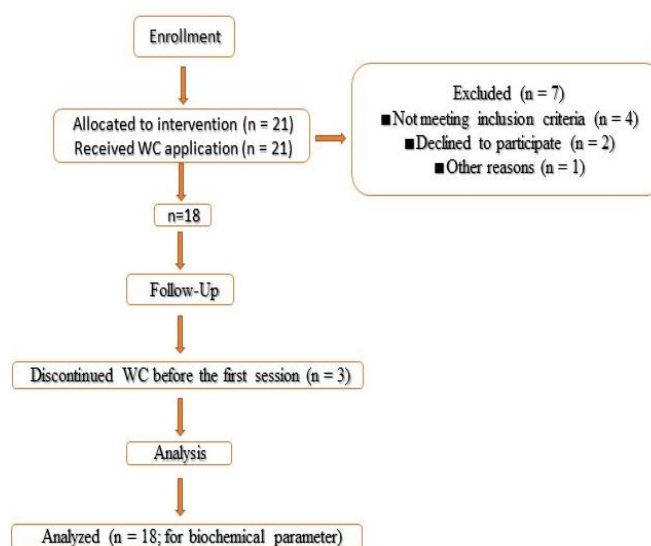 Enrollment
Allocated to intervention (n = 21)
Received WC application (n = 21)
Excluded (n = 7)
■Not meeting inclusion criteria (n = 4)
■Declined to participate (n = 2)
■Other reasons (n = 1)
n=18
Follow-Up
Discontinued WC before the first session (n = 3)
Analysis
Analyzed (n = 18; for biochemical parameter)